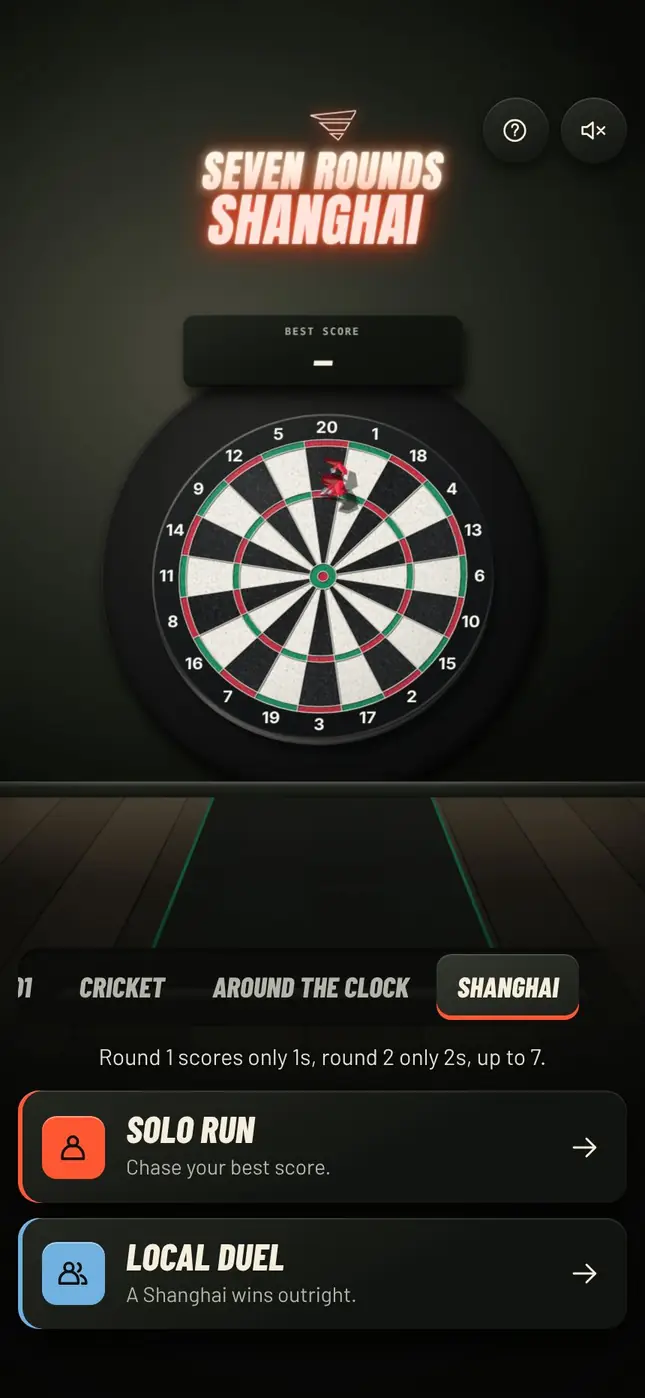 SEVEN ROUNDS
SHANGHAI
BEST SCORE
–
20
1
18
4
13
6
10
15
2
17
3
19
7
16
8
11
14
9
12
5
01
CRICKET
AROUND THE CLOCK
SHANGHAI
Round 1 scores only 1s, round 2 only 2s, up to 7.
SOLO RUN
Chase your best score.
LOCAL DUEL
A Shanghai wins outright.